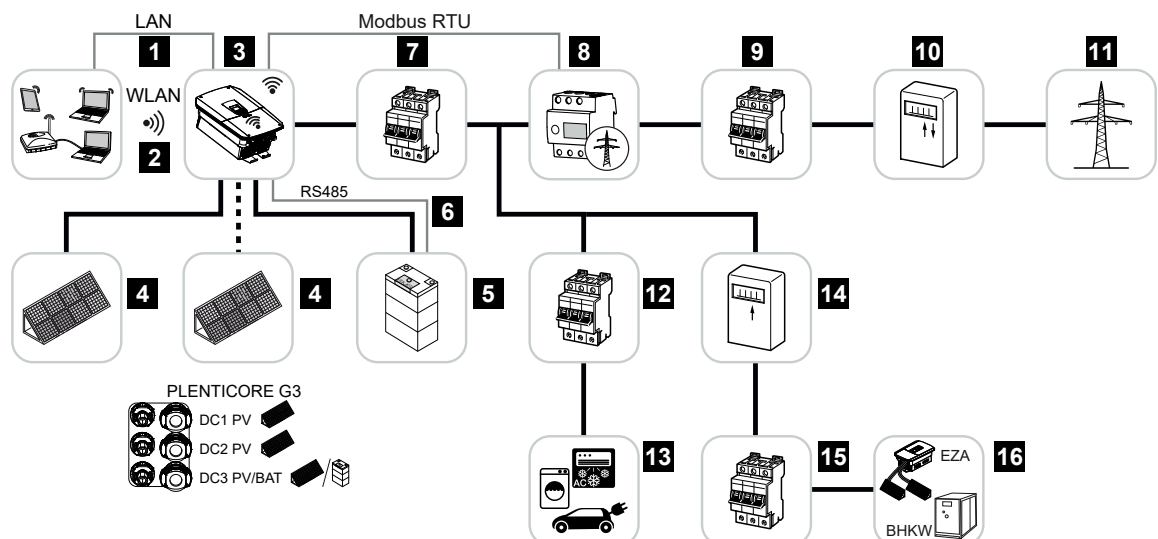 LAN
Modbus RTU
1
3
7
8
9
10
11
WLAN
2
RS485
6
4
4
5
12
14
PLENTICORE G3
DC1 PV
DC2 PV
DC3 PV/BAT
/
13
AC
15
EZA
16
BHKW